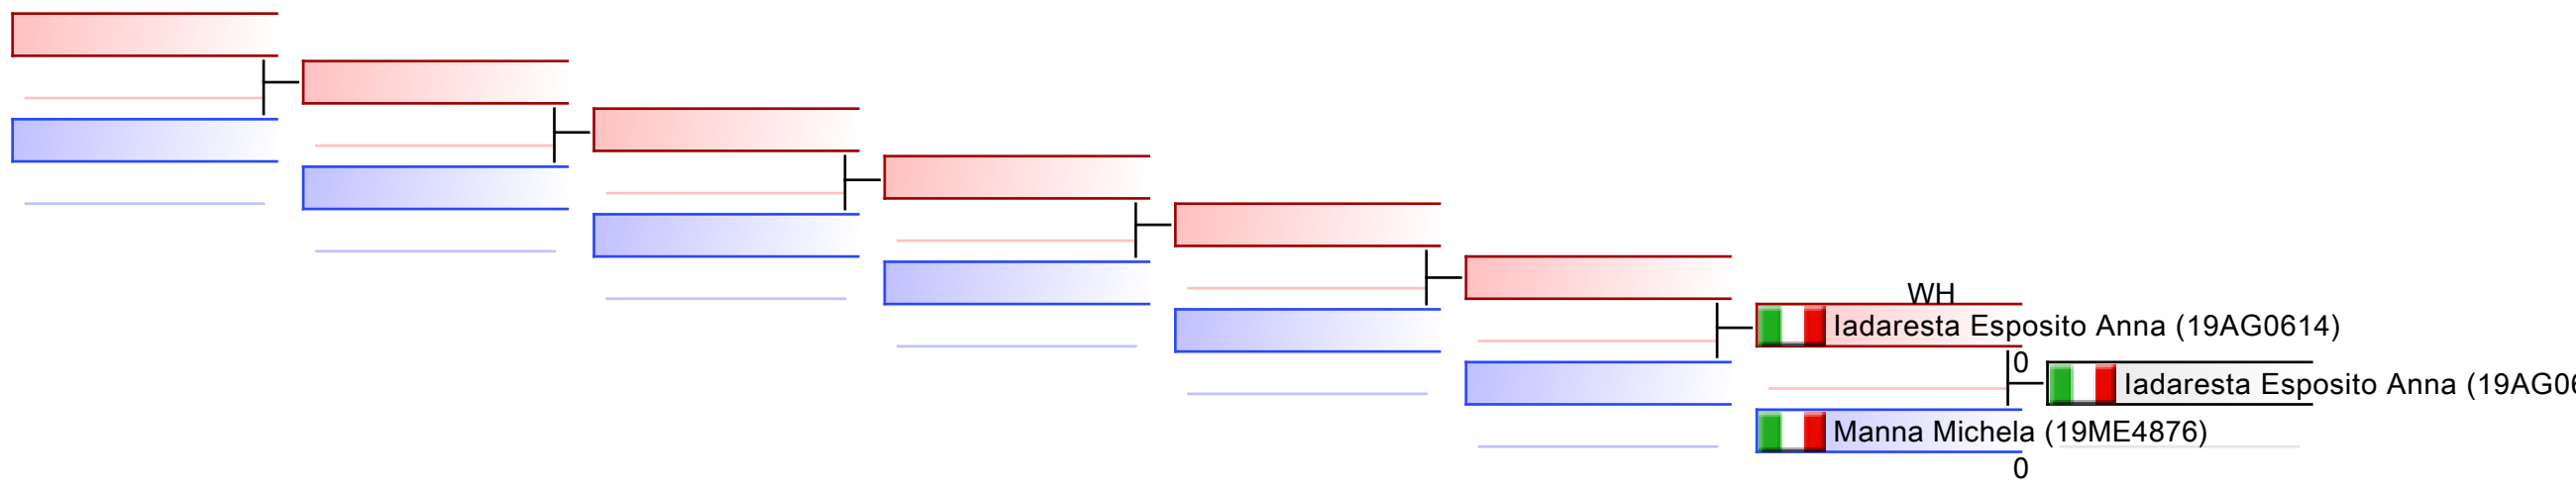 WH
Iadaresta Esposito Anna (19AG0614)
0
Iadaresta Esposito Anna (19AG06
Manna Michela (19ME4876)
0